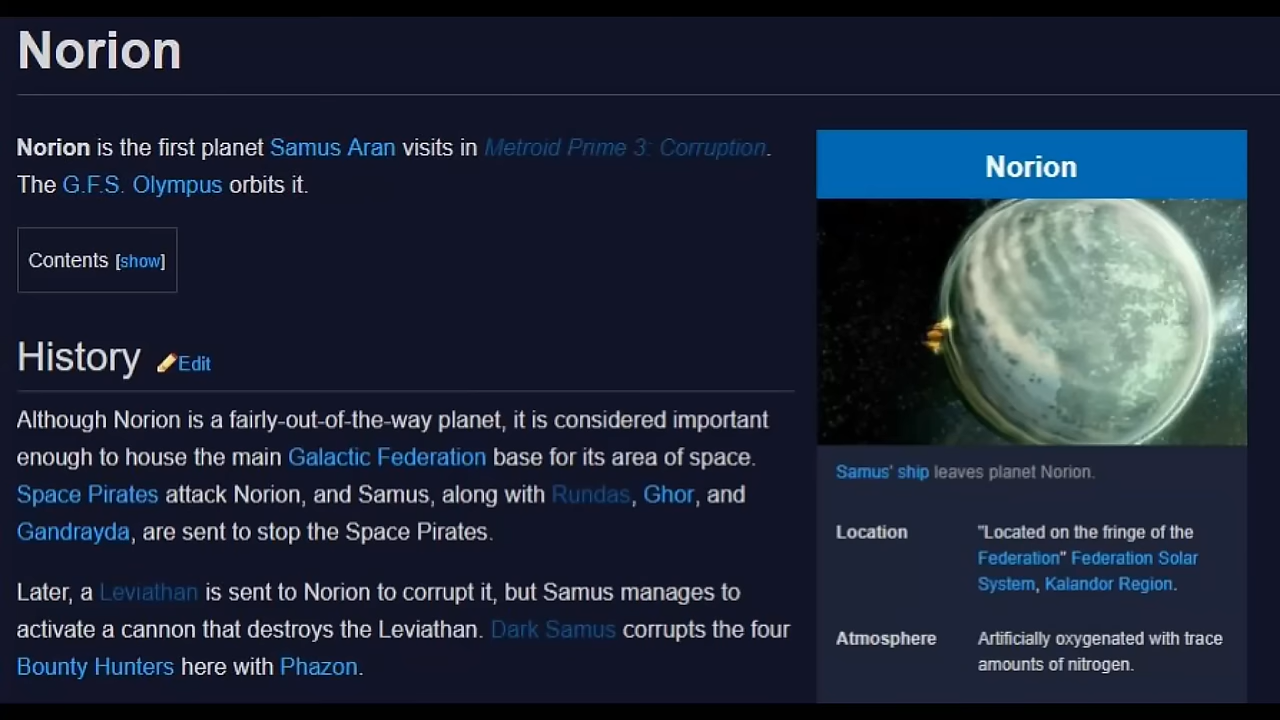 Norion
Norion is the first planet Samus Aran visits in Metroid Prime 3: Corruption.
The G.F.S. Olympus orbits it.
Contents [show]
History Edit
Although Norion is a fairly-out-of-the-way planet, it is considered important
enough to house the main Galactic Federation base for its area of space.
Space Pirates attack Norion, and Samus, along with Rundas, Ghor, and
Gandrayda, are sent to stop the Space Pirates.
Later, a Leviathan is sent to Norion to corrupt it, but Samus manages to
activate a cannon that destroys the Leviathan. Dark Samus corrupts the four
Bounty Hunters here with Phazon.
Norion
Samus' ship leaves planet Norion.
Location "Located on the fringe of the
Federation" Federation Solar
System, Kalandor Region.
Atmosphere Artificially oxygenated with trace
amounts of nitrogen.